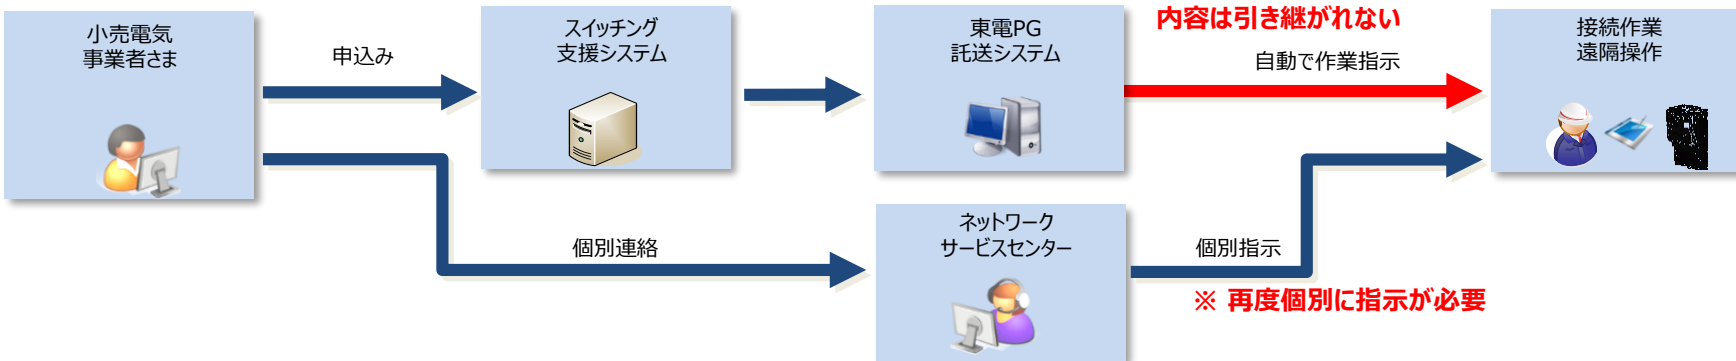 小売電気
事業者さま
申込み
スイッチング
支援システム
東電PG
託送システム
内容は引き継がれない
自動で作業指示
接続作業
遠隔操作
個別連絡
ネットワーク
サービスセンター
個別指示
※ 再度個別に指示が必要